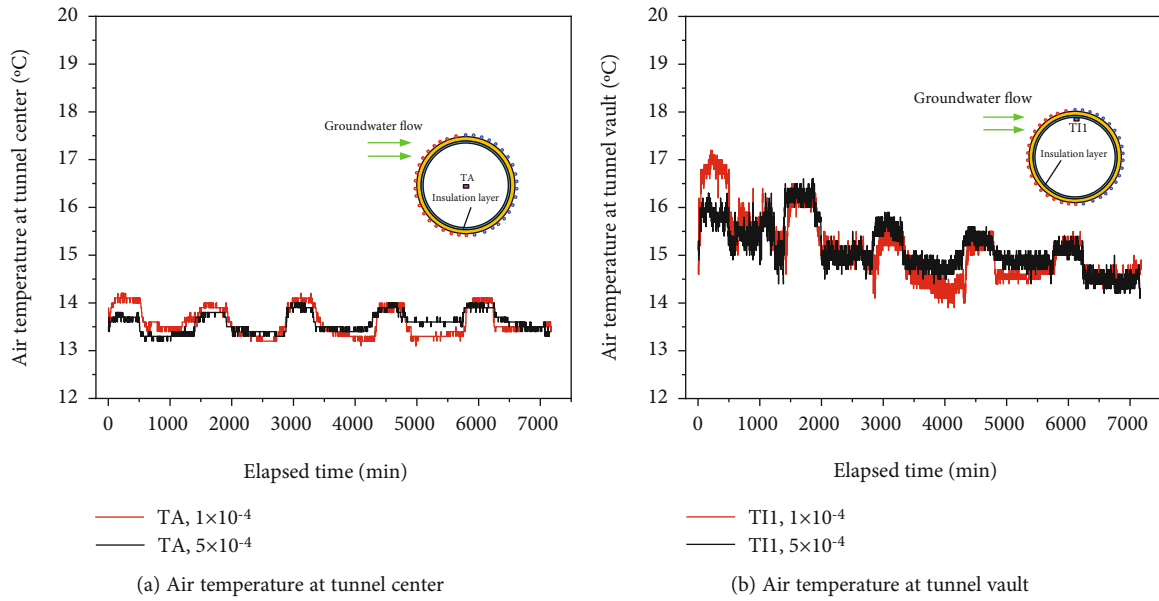 20
19
18
17
16
15
14
13
12
Air temperature at tunnel center (ºC)
Groundwater flow
TA
Insulation layer
0
1000
2000
3000
4000
5000
6000
7000
Elapsed time (min)
TA, 1×10-4
TA, 5×10-4
(a) Air temperature at tunnel center
20
19
18
17
16
15
14
13
12
Air temperature at tunnel vault (ºC)
Groundwater flow
TI1
Insulation layer
0
1000
2000
3000
4000
5000
6000
7000
Elapsed time (min)
TI1, 1×10-4
TI1, 5×10-4
(b) Air temperature at tunnel vault